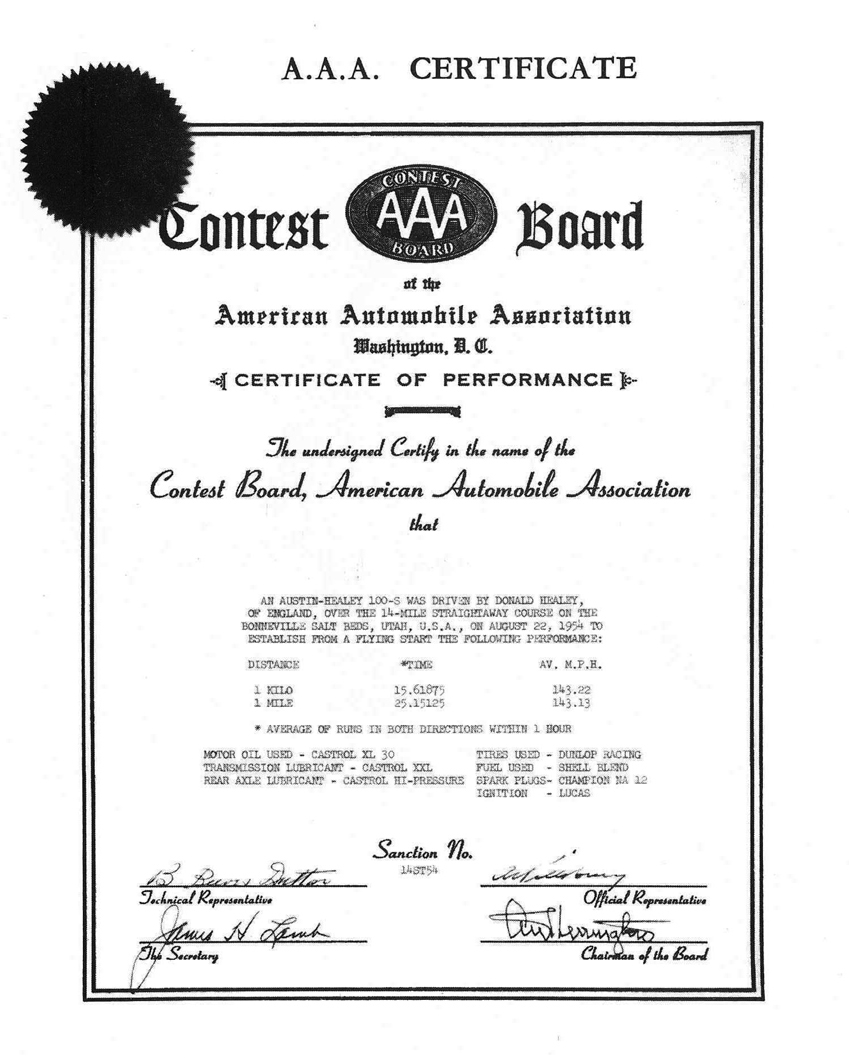 A.A.A. CERTIFICATE
Contest Board
CONTEST
AAA
BOARD
of the
American Automobile Association
Washington, D. C.
CERTIFICATE OF PERFORMANCE
The undersigned Certify in the name of the
Contest Board, American Automobile Association
that
AN AUSTIN-HEALEY 100-S WAS DRIVEN BY DONALD HEALEY,
OF ENGLAND, OVER THE 14-MILE STRAIGHTAWAY COURSE ON THE
BONNEVILLE SALT BEDS, UTAH, U.S.A., ON AUGUST 22, 1954 TO
ESTABLISH FROM A FLYING START THE FOLLOWING PERFORMANCE:
DISTANCE *TIME AV. M.P.H.
1 KILO 15.61875 143.22
1 MILE 25.15125 143.13
* AVERAGE OF RUNS IN BOTH DIRECTIONS WITHIN 1 HOUR
MOTOR OIL USED - CASTROL XL 30 TIRES USED - DUNLOP RACING
TRANSMISSION LUBRICANT - CASTROL XXL FUEL USED - SHELL BLEND
REAR AXLE LUBRICANT - CASTROL HI-PRESSURE SPARK PLUGS- CHAMPION NA 12
IGNITION - LUCAS
Sanction No.
14ST54
B
Technical Representative Official Representative
James H Lamb
The Secretary Chairman of the Board